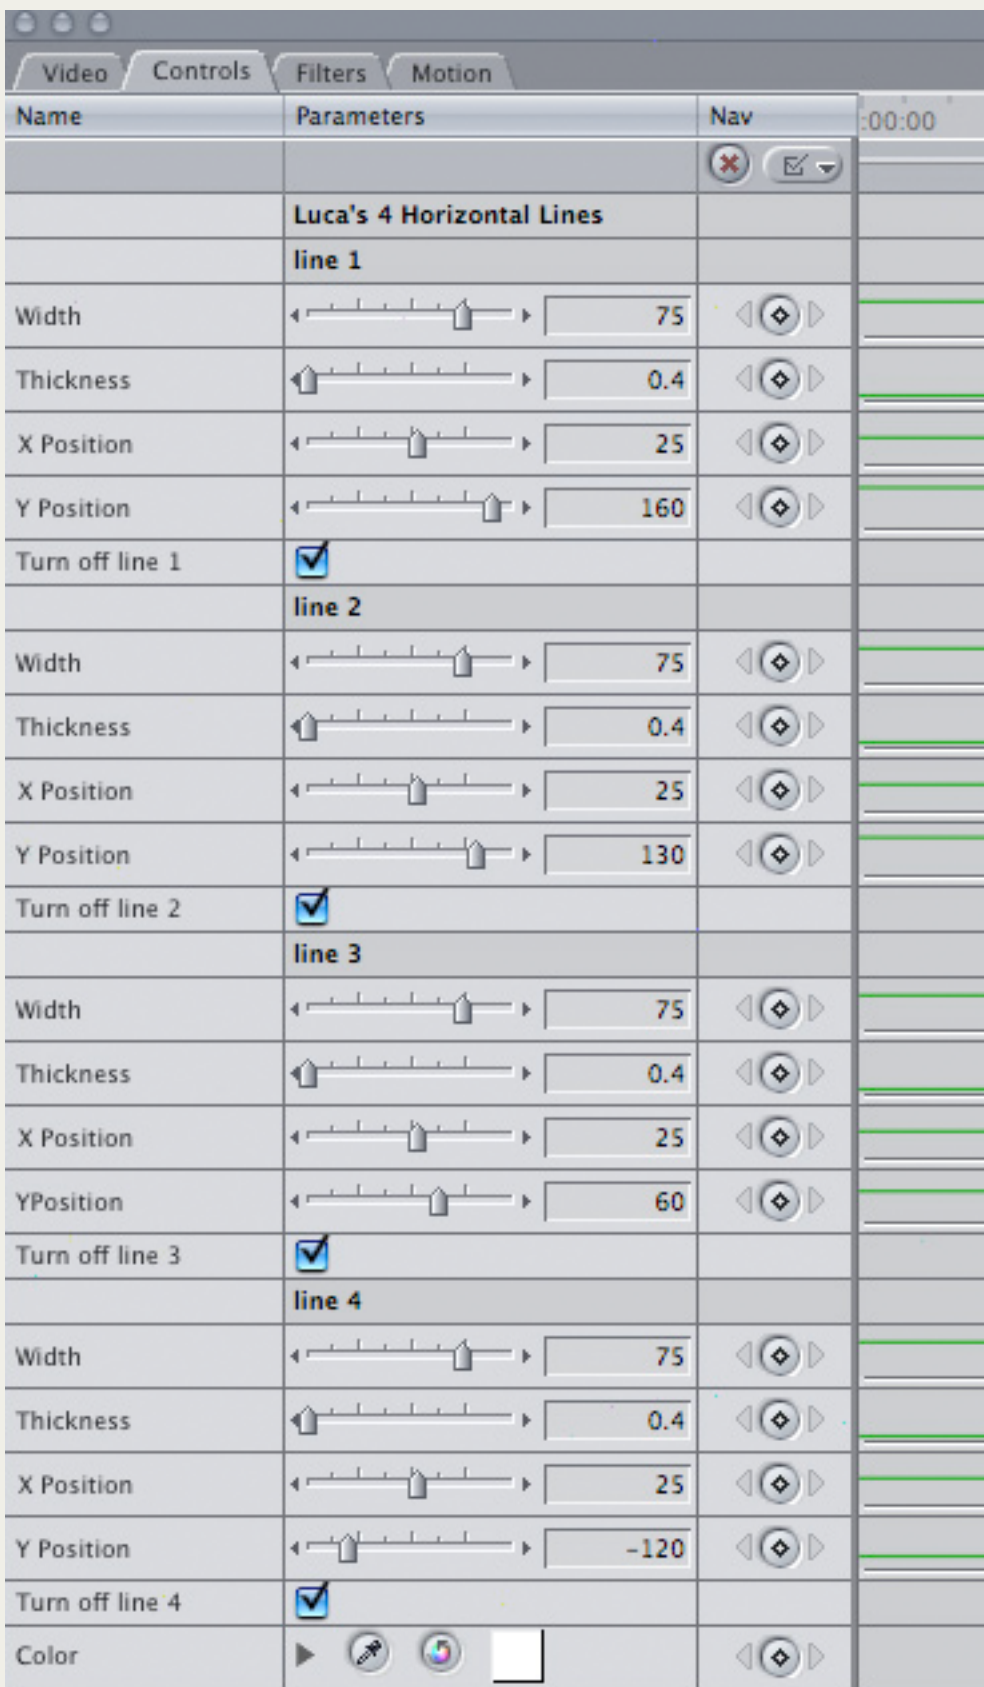 Video Controls Filters Motion
Name Parameters Nav :00:00
Luca's 4 Horizontal Lines
line 1
Width 75
Thickness 0.4
X Position 25
Y Position 160
Turn off line 1
line 2
Width 75
Thickness 0.4
X Position 25
Y Position 130
Turn off line 2
line 3
Width 75
Thickness 0.4
X Position 25
YPosition 60
Turn off line 3
line 4
Width 75
Thickness 0.4
X Position 25
Y Position -120
Turn off line 4
Color